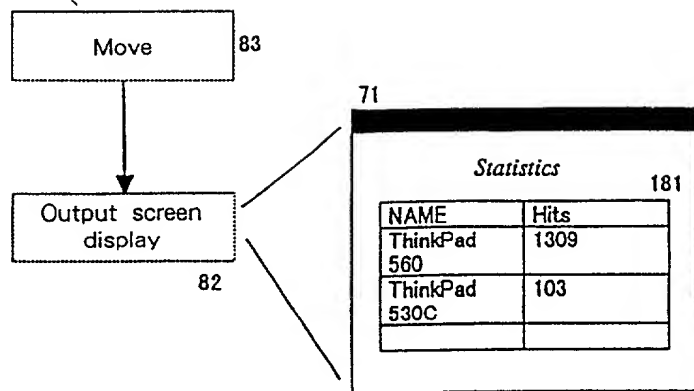 Move
83
Output screen
display
82
71
Statistics
181
NAME Hits
ThinkPad 1309
560
ThinkPad 103
530C